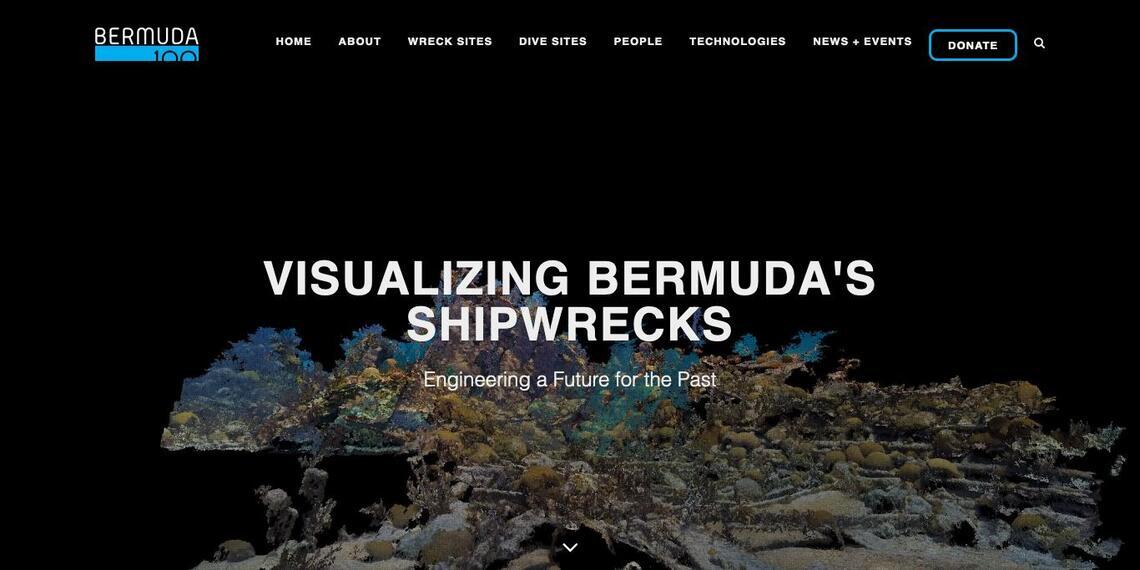 BERMUDA
100
HOME ABOUT WRECK SITES DIVE SITES PEOPLE TECHNOLOGIES NEWS + EVENTS DONATE
VISUALIZING BERMUDA'S
SHIPWRECKS
Engineering a Future for the Past